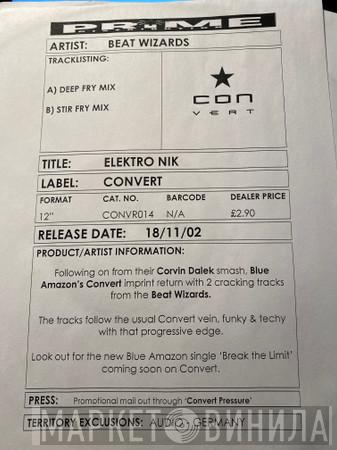 PRIME
ARTIST: BEAT WIZARDS
TRACKLISTING:
A) DEEP FRY MIX
B) STIR FRY MIX
con
VERT
TITLE: ELEKTRO NIK
LABEL: CONVERT
FORMAT CAT. NO. BARCODE DEALER PRICE
12" CONVR014 N/A £2.90
RELEASE DATE: 18/11/02
PRODUCT/ARTIST INFORMATION:
Following on from their Corvin Dalek smash, Blue
Amazon's Convert imprint return with 2 cracking tracks
from the Beat Wizards.
The tracks follow the usual Convert vein, funky & techy
with that progressive edge.
Look out for the new Blue Amazon single 'Break the Limit'
coming soon on Convert.
PRESS: Promotional mail out through 'Convert Pressure'
МАРКЕТ ВИНИЛА
TERRITORY EXCLUSIONS: AUDIO - GERMANY